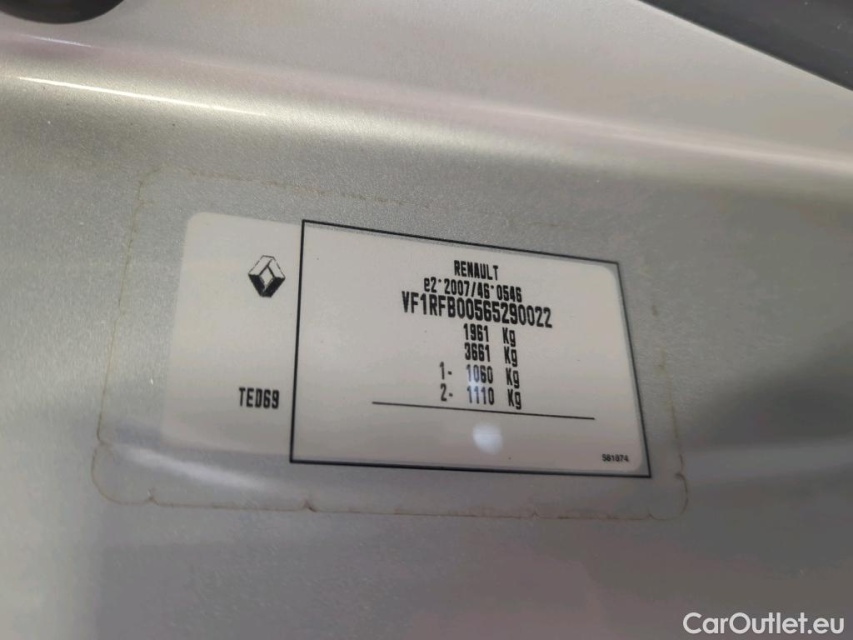 RENAULT
e2*2007/46*0546
VF1RFB00565290022
1961 Kg
3661 Kg
1- 1060 Kg
2- 1110 Kg
TED69
581874
CarOutlet.eu